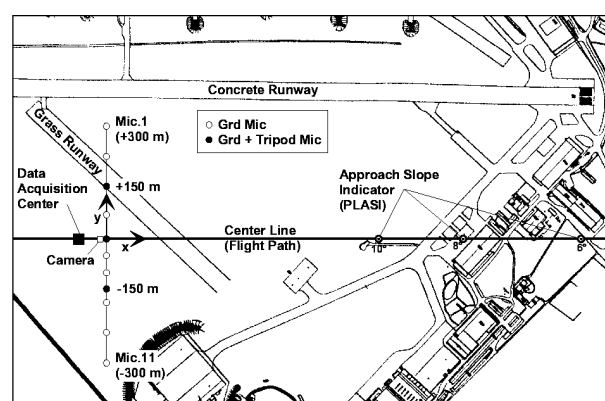 Concrete Runway
Mic.1
(+300 m)
Grass Runway
Grd Mic
Grd + Tripod Mic
Data
Acquisition
Center
+150 m
Approach Slope
Indicator
(PLASI)
y
Center Line
x
(Flight Path)
Camera
10°
8°
6°
-150 m
Mic.11
(-300 m)